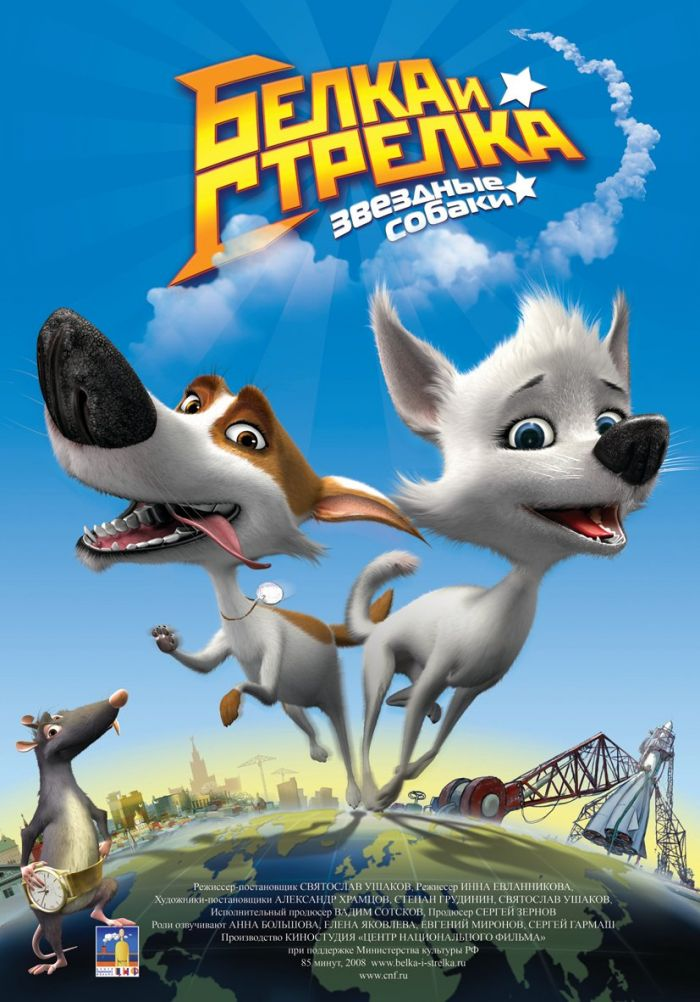 БЕЛКА И
СТРЕЛКА
ЗВЕЗДНЫЕ
СОБАКИ
Режиссер-постановщик СВЯТОСЛАВ УШАКОВ, Режиссер ИННА ЕВЛАННИКОВА,
Художники-постановщики АЛЕКСАНДР ХРАМЦОВ, СТЕПАН ГРУДИНИН, СВЯТОСЛАВ УШАКОВ,
Исполнительный продюсер ВАДИМ СОТСКОВ, Продюсер СЕРГЕЙ ЗЕРНОВ
Роли озвучивают АННА БОЛЬШОВА, ЕЛЕНА ЯКОВЛЕВА, ЕВГЕНИЙ МИРОНОВ, СЕРГЕЙ ГАРМАШ
Производство КИНОСТУДИЯ «ЦЕНТР НАЦИОНАЛЬНОГО ФИЛЬМА»
при поддержке Министерства культуры РФ
85 минут, 2008 www.belka-i-strelka.ru
www.cnf.ru
ЦНФ